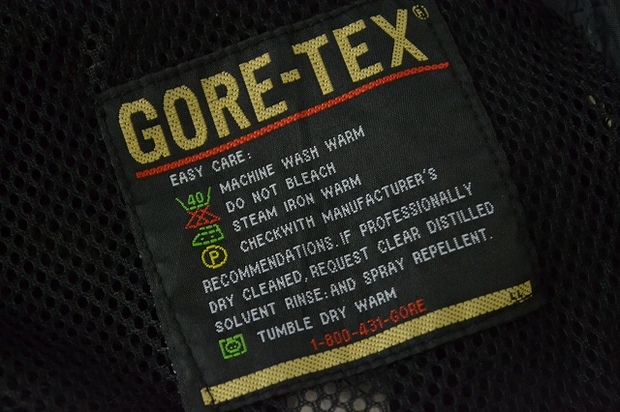 GORE-TEX®
EASY CARE:
40 MACHINE WASH WARM
DO NOT BLEACH
STEAM IRON WARM
P CHECKWITH MANUFACTURER'S
RECOMMENDATIONS. IF PROFESSIONALLY
DRY CLEANED, REQUEST CLEAR DISTILLED
SOLVENT RINSE: AND SPRAY REPELLENT.
TUMBLE DRY WARM
1-800-431-GORE